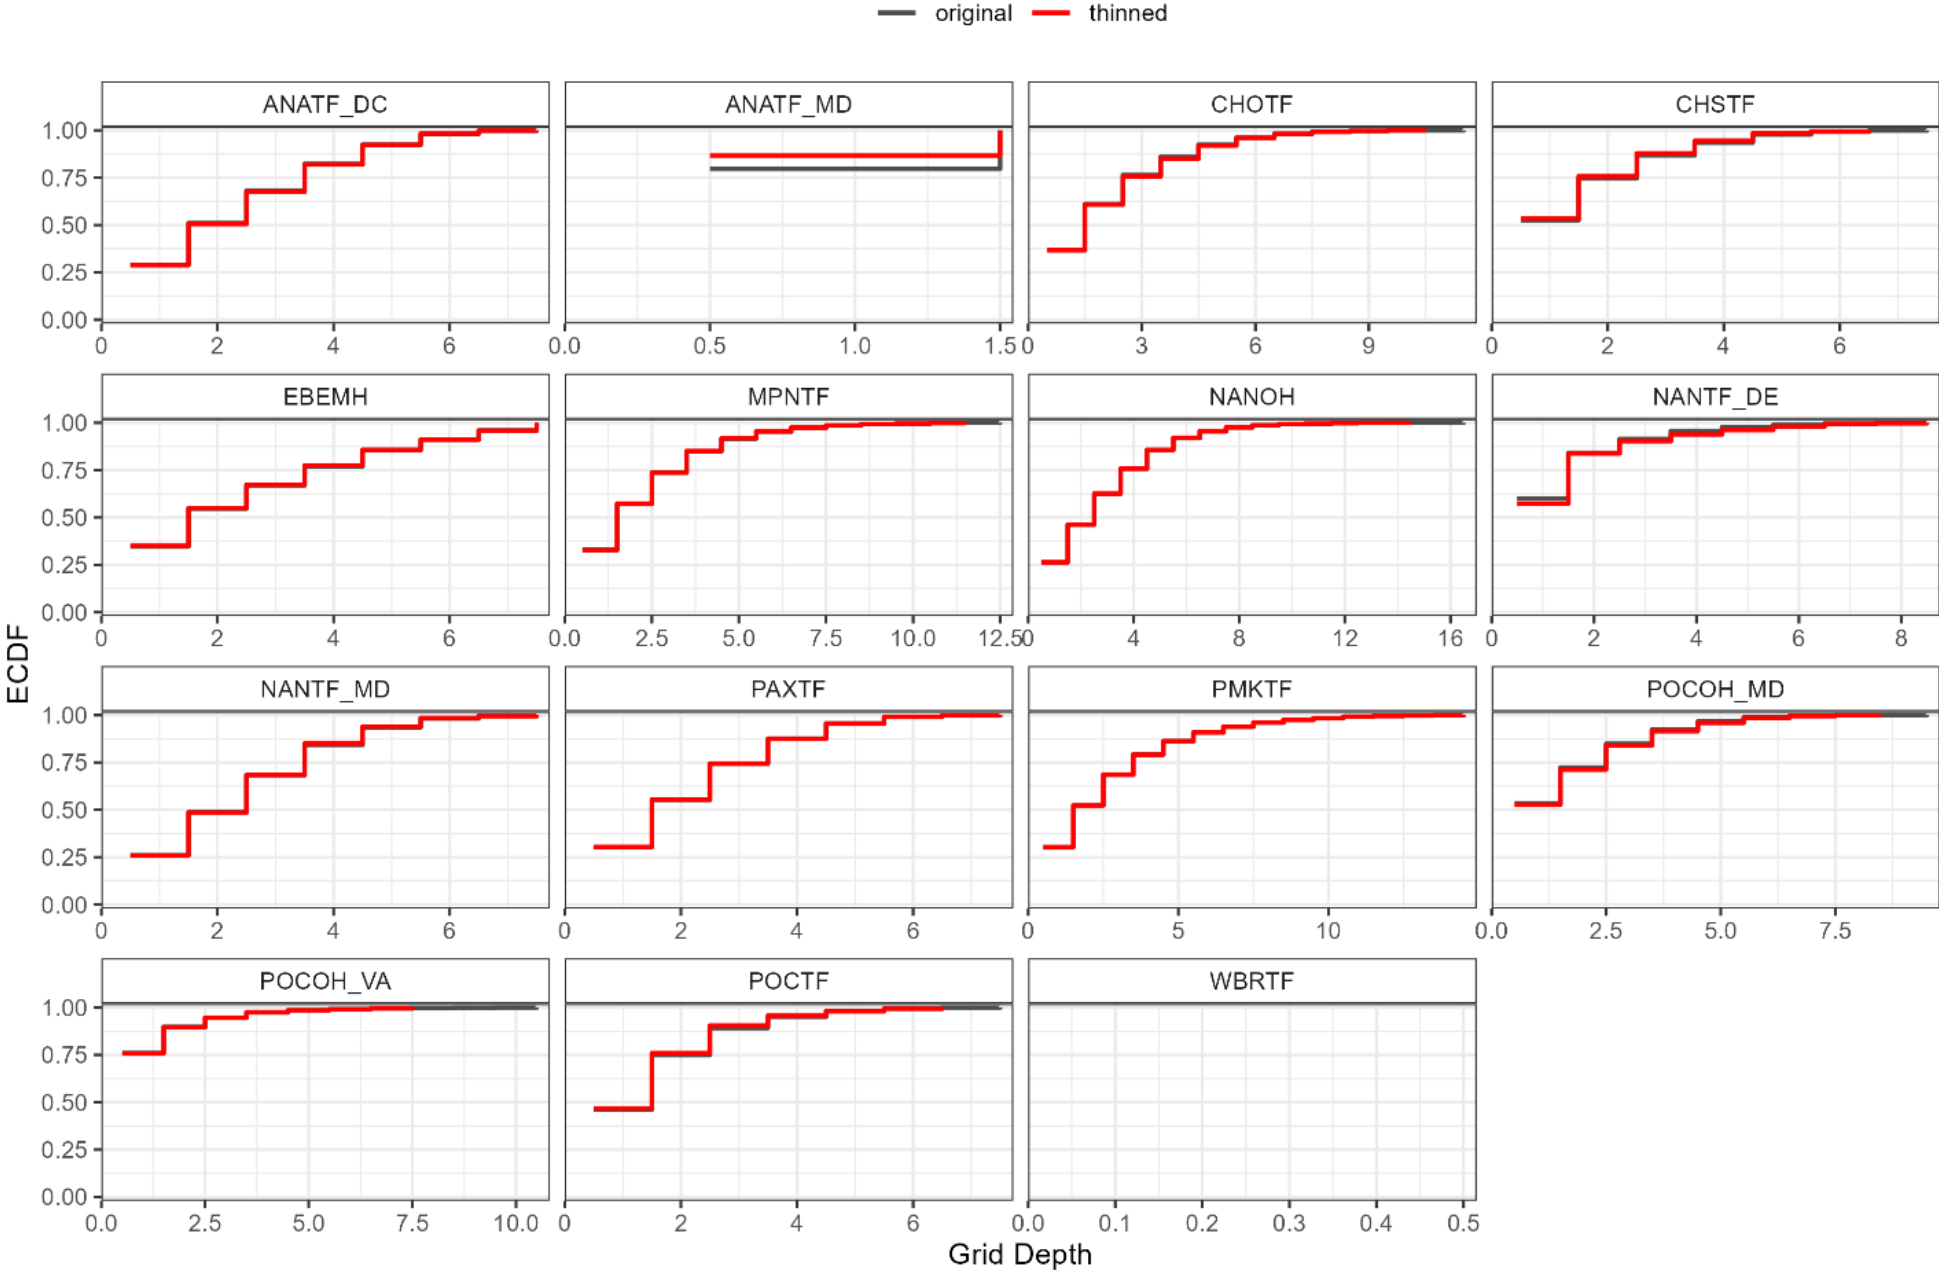 original thinned
ANATF_DC ANATF_MD CHOTF CHSTF
1.00
0.75
0.50
0.25
0.00
0 2 4 6 0.0 0.5 1.0 1.5 0 3 6 9 0 2 4 6
EBEMH MPNTF NANOH NANTF_DE
1.00
0.75
0.50
0.25
0.00
0 2 4 6 0.0 2.5 5.0 7.5 10.0 12.5 0 4 8 12 16 0 2 4 6 8
ECDF
NANTF_MD PAXTF PMKTF POCOH_MD
1.00
0.75
0.50
0.25
0.00
0 2 4 6 0 2 4 6 0 5 10 0.0 2.5 5.0 7.5
POCOH_VA POCTF WBRTF
1.00
0.75
0.50
0.25
0.00
0.0 2.5 5.0 7.5 10.0 0 2 4 6 0.0 0.1 0.2 0.3 0.4 0.5
Grid Depth